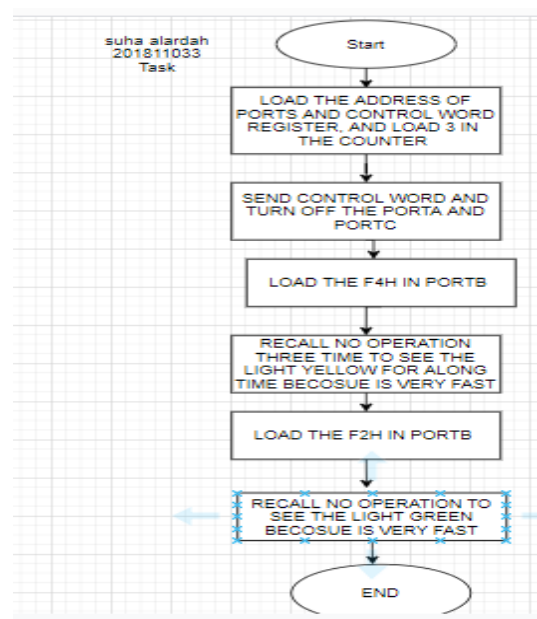 suha alardah
201811033
Task
Start
LOAD THE ADDRESS OF
PORTS AND CONTROL WORD
REGISTER, AND LOAD 3 IN
THE COUNTER
SEND CONTROL WORD AND
TURN OFF THE PORTA AND
PORTC
LOAD THE F4H IN PORTB
RECALL NO OPERATION
THREE TIME TO SEE THE
LIGHT YELLOW FOR ALONG
TIME BECOSUE IS VERY FAST
LOAD THE F2H IN PORTB
RECALL NO OPERATION TO
SEE THE LIGHT GREEN
BECOSUE IS VERY FAST
END